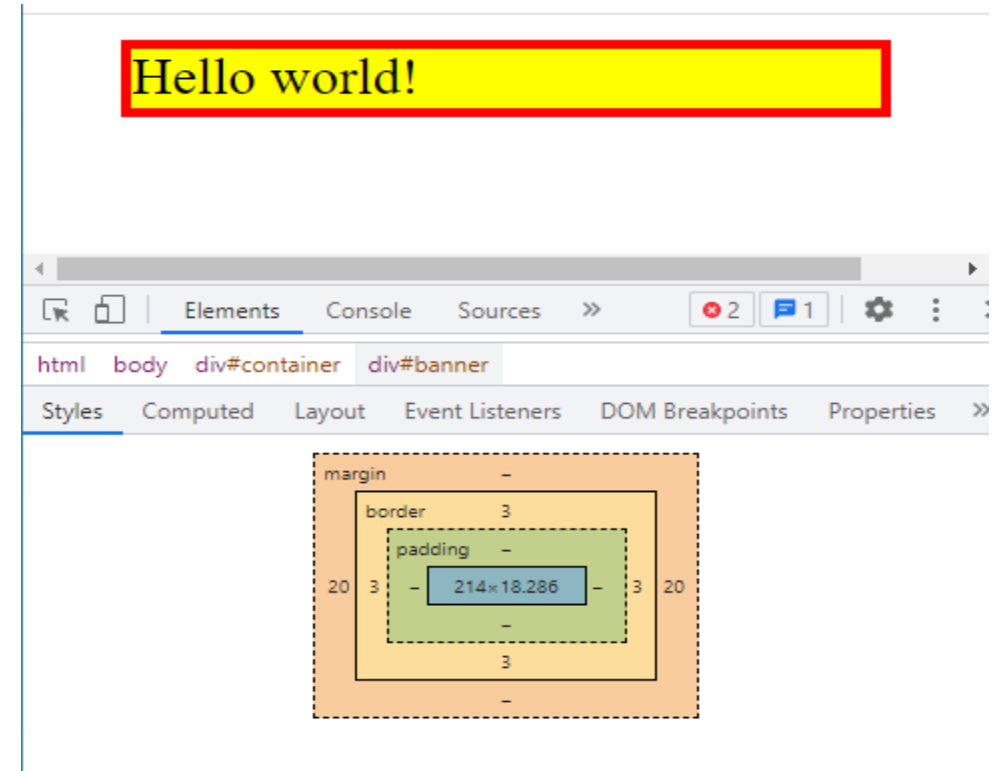 Hello world!
Elements Console Sources » 2 1
html body div#container div#banner
Styles Computed Layout Event Listeners DOM Breakpoints Properties »
margin –
border 3
padding –
20 3 – 214×18.286 – 3 20
–
3
–